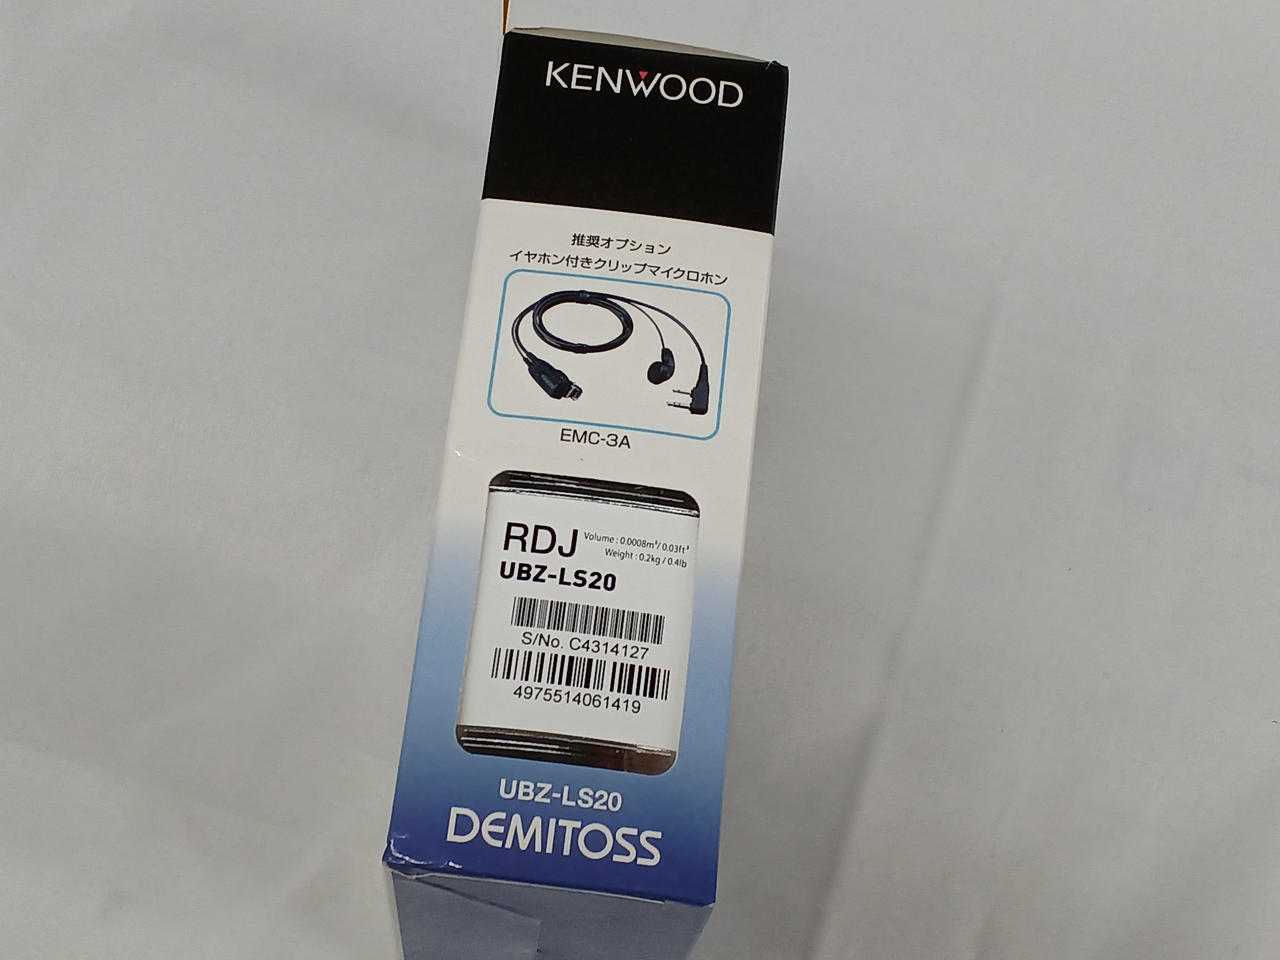 KENWOOD
推奨オプション
イヤホン付きクリップマイクロホン
EMC-3A
RDJ
Volume : 0.0008m³/ 0.03ft³
Weight : 0.2kg / 0.4lb
UBZ-LS20
S/No. C4314127
4975514061419
UBZ-LS20
DEMITOSS